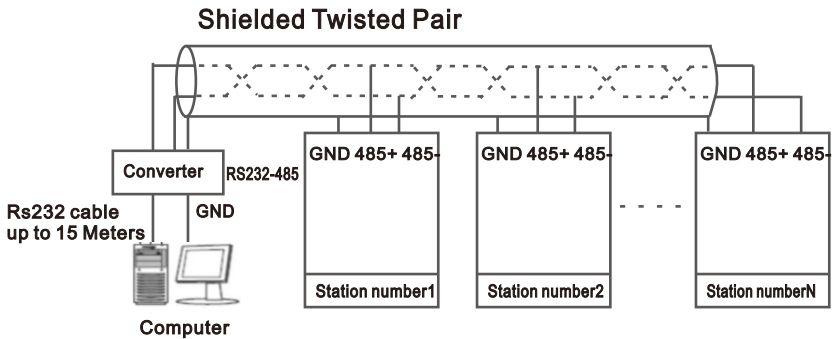 Shielded Twisted Pair
GND 485+ 485-
GND 485+ 485-
GND 485+ 485-
Converter
RS232-485
Rs232 cable
up to 15 Meters
GND
Station number1
Station number2
Station numberN
Computer